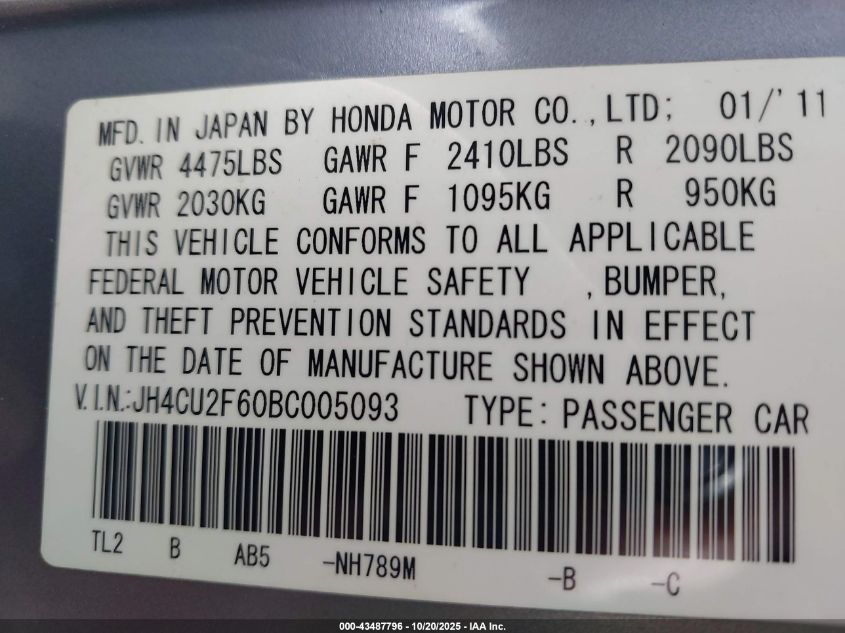 MFD. IN JAPAN BY HONDA MOTOR CO.,LTD; 01/'11
GVWR 4475LBS GAWR F 2410LBS R 2090LBS
GVWR 2030KG GAWR F 1095KG R 950KG
THIS VEHICLE CONFORMS TO ALL APPLICABLE
FEDERAL MOTOR VEHICLE SAFETY , BUMPER,
AND THEFT PREVENTION STANDARDS IN EFFECT
ON THE DATE OF MANUFACTURE SHOWN ABOVE.
V.I.N.:JH4CU2F60BC005093 TYPE: PASSENGER CAR
TL2 B AB5 -NH789M -B -C
000-43487796 - 10/20/2025 - IAA Inc.